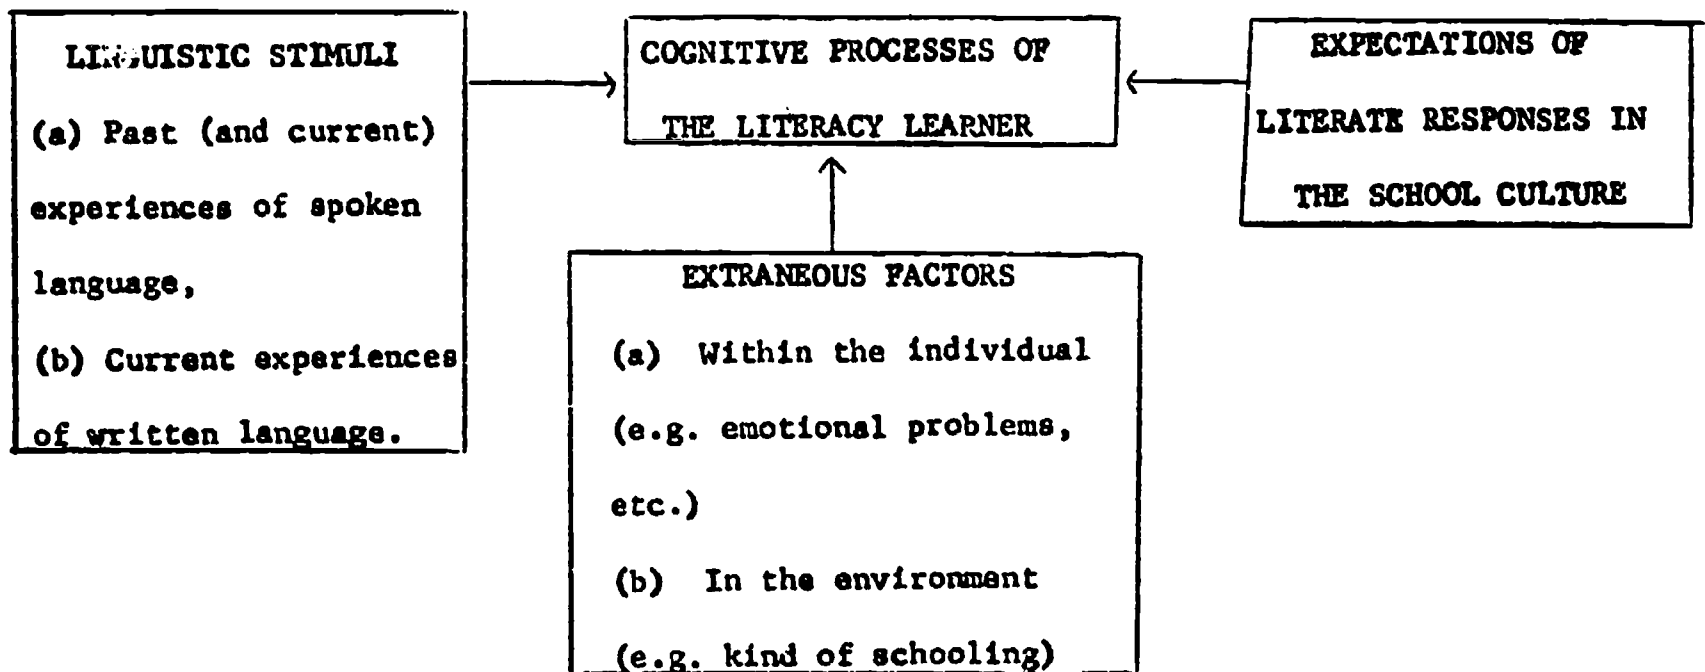 LINGUISTIC STIMULI
(a) Past (and current)
experiences of spoken
language,
(b) Current experiences
of written language.
COGNITIVE PROCESSES OF
THE LITERACY LEARNER
EXPECTATIONS OF
LITERATE RESPONSES IN
THE SCHOOL CULTURE
EXTRANEOUS FACTORS
(a) Within the individual
(e.g. emotional problems,
etc.)
(b) In the environment
(e.g. kind of schooling)